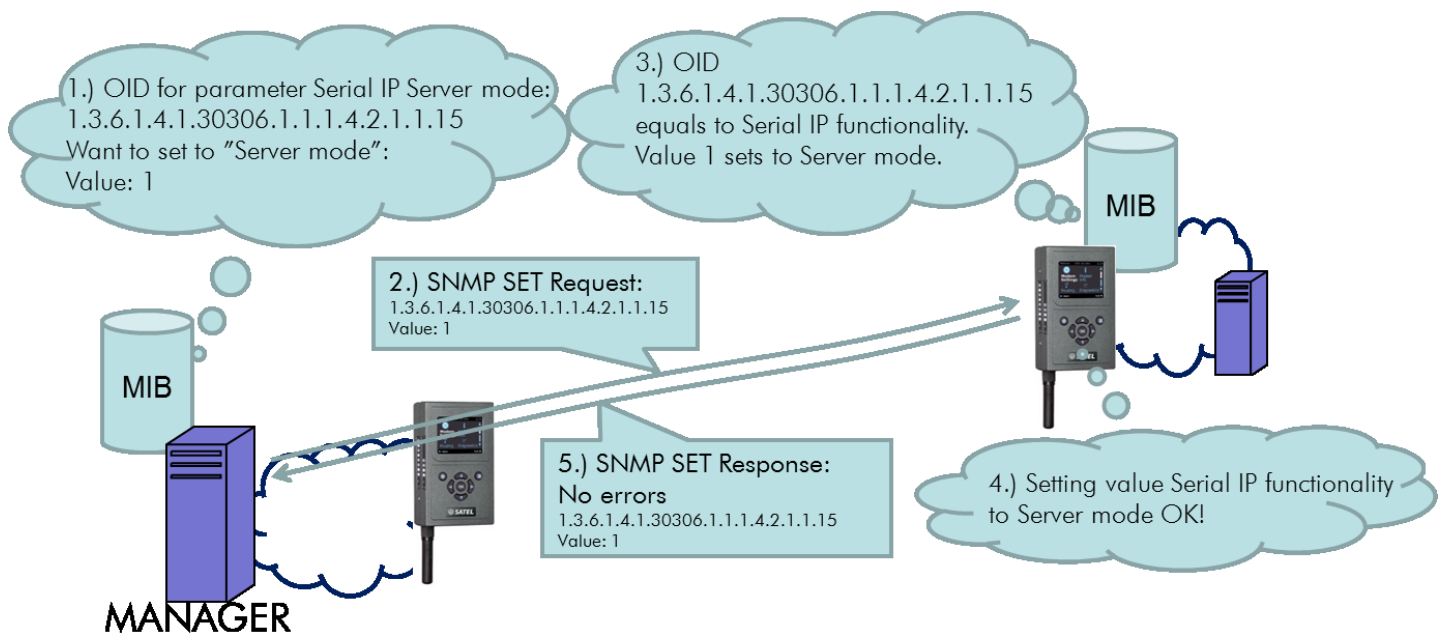 1.) OID for parameter Serial IP Server mode:
1.3.6.1.4.1.30306.1.1.1.4.2.1.1.15
Want to set to ”Server mode”:
Value: 1
3.) OID
1.3.6.1.4.1.30306.1.1.1.4.2.1.1.15
equals to Serial IP functionality.
Value 1 sets to Server mode.
MIB
2.) SNMP SET Request:
1.3.6.1.4.1.30306.1.1.1.4.2.1.1.15
Value: 1
MIB
SATEL
5.) SNMP SET Response:
No errors
1.3.6.1.4.1.30306.1.1.1.4.2.1.1.15
Value: 1
4.) Setting value Serial IP functionality
to Server mode OK!
MANAGER